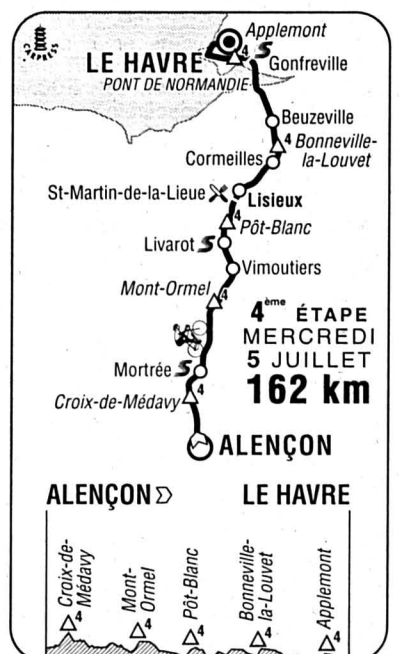 Applemont
4 S
LE HAVRE
Gonfreville
PONT DE NORMANDIE
Beuzeville
4 Bonneville-
la-Louvet
Cormeilles
St-Martin-de-la-Lieue
Lisieux
4
Pôt-Blanc
Livarot S
Vimoutiers
Mont-Ormel
4
4ème ÉTAPE
MERCREDI
5 JUILLET
162 km
Mortrée S
4
Croix-de-Médavy
ALENÇON
ALENÇON
LE HAVRE
Croix-de-
Médavy
4
Mont-
Ormel
4
Pôt-Blanc
4
Bonneville-
la-Louvet
4
Applemont
4